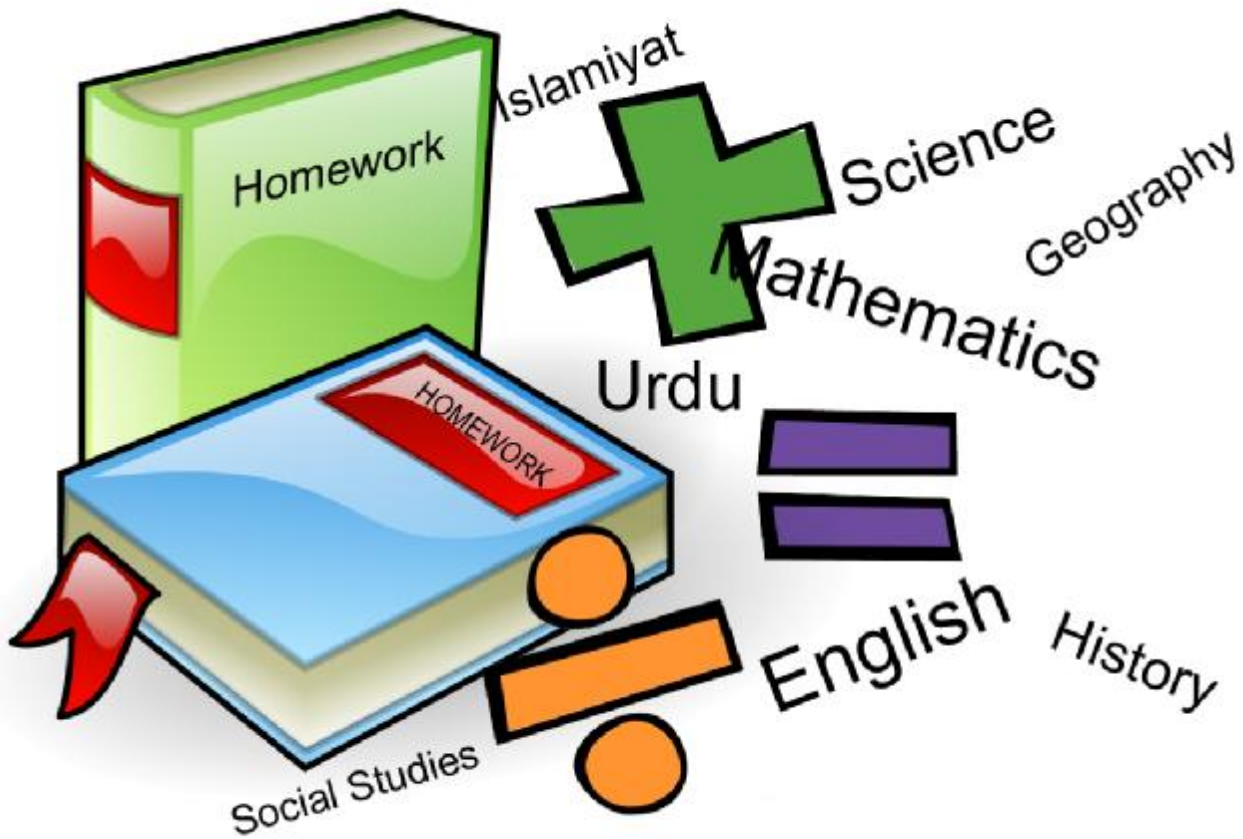 Islamiyat
Homework
Science
Geography
Mathematics
Urdu
HOMEWORK
English
History
Social Studies